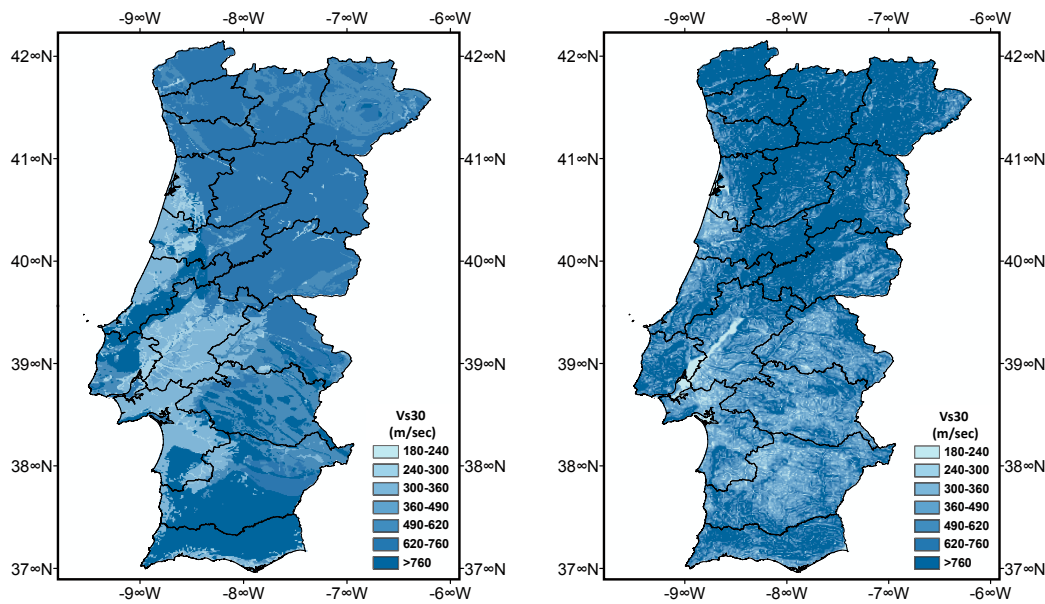 -9∞W -8∞W -7∞W -6∞W
42∞N 42∞N
41∞N 41∞N
40∞N 40∞N
39∞N 39∞N
38∞N 38∞N
37∞N 37∞N
Vs30
(m/sec)
180-240
240-300
300-360
360-490
490-620
620-760
>760
-9∞W -8∞W -7∞W -6∞W
-9∞W -8∞W -7∞W -6∞W
42∞N 42∞N
41∞N 41∞N
40∞N 40∞N
39∞N 39∞N
38∞N 38∞N
37∞N 37∞N
Vs30
(m/sec)
180-240
240-300
300-360
360-490
490-620
620-760
>760
-9∞W -8∞W -7∞W -6∞W